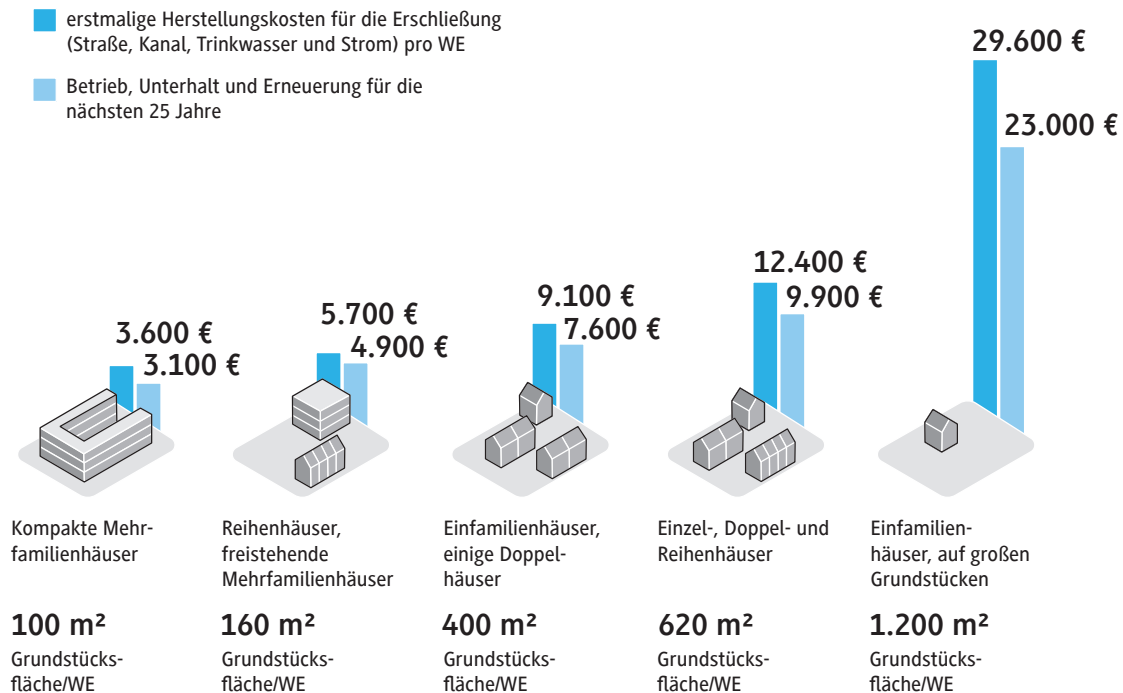 erstmalige Herstellungskosten für die Erschließung
(Straße, Kanal, Trinkwasser und Strom) pro WE
Betrieb, Unterhalt und Erneuerung für die
nächsten 25 Jahre
3.600 €
3.100 €
5.700 €
4.900 €
9.100 €
7.600 €
12.400 €
9.900 €
29.600 €
23.000 €
Kompakte Mehr-
familienhäuser
100 m²
Grundstücks-
fläche/WE
Reihenhäuser,
freistehende
Mehrfamilienhäuser
160 m²
Grundstücks-
fläche/WE
Einfamilienhäuser,
einige Doppel-
häuser
400 m²
Grundstücks-
fläche/WE
Einzel-, Doppel- und
Reihenhäuser
620 m²
Grundstücks-
fläche/WE
Einfamilien-
häuser, auf großen
Grundstücken
1.200 m²
Grundstücks-
fläche/WE